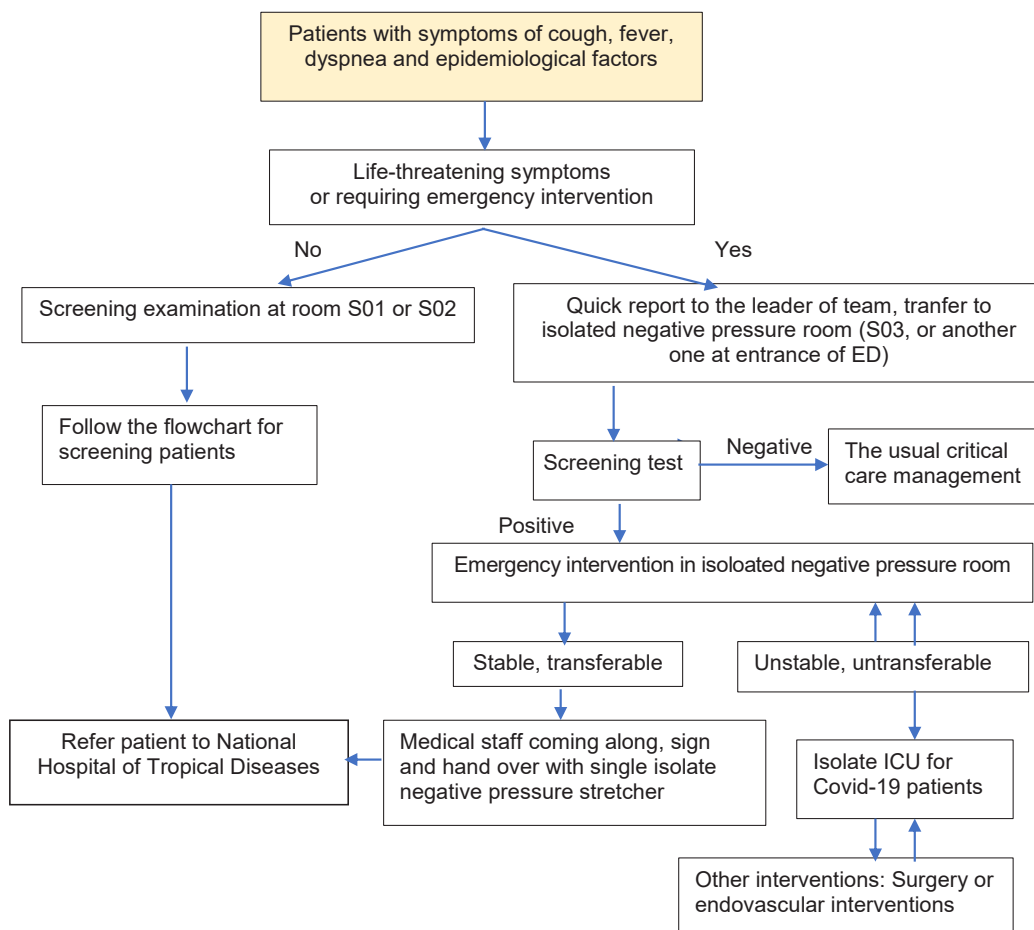 Patients with symptoms of cough, fever,
dyspnea and epidemiological factors
Life-threatening symptoms
or requiring emergency intervention
No
Yes
Screening examination at room S01 or S02
Quick report to the leader of team, tranfer to
isolated negative pressure room (S03, or another
one at entrance of ED)
Follow the flowchart for
screening patients
Screening test
Negative
The usual critical
care management
Positive
Emergency intervention in isoloated negative pressure room
Stable, transferable
Unstable, untransferable
Refer patient to National
Hospital of Tropical Diseases
Medical staff coming along, sign
and hand over with single isolate
negative pressure stretcher
Isolate ICU for
Covid-19 patients
Other interventions: Surgery or
endovascular interventions